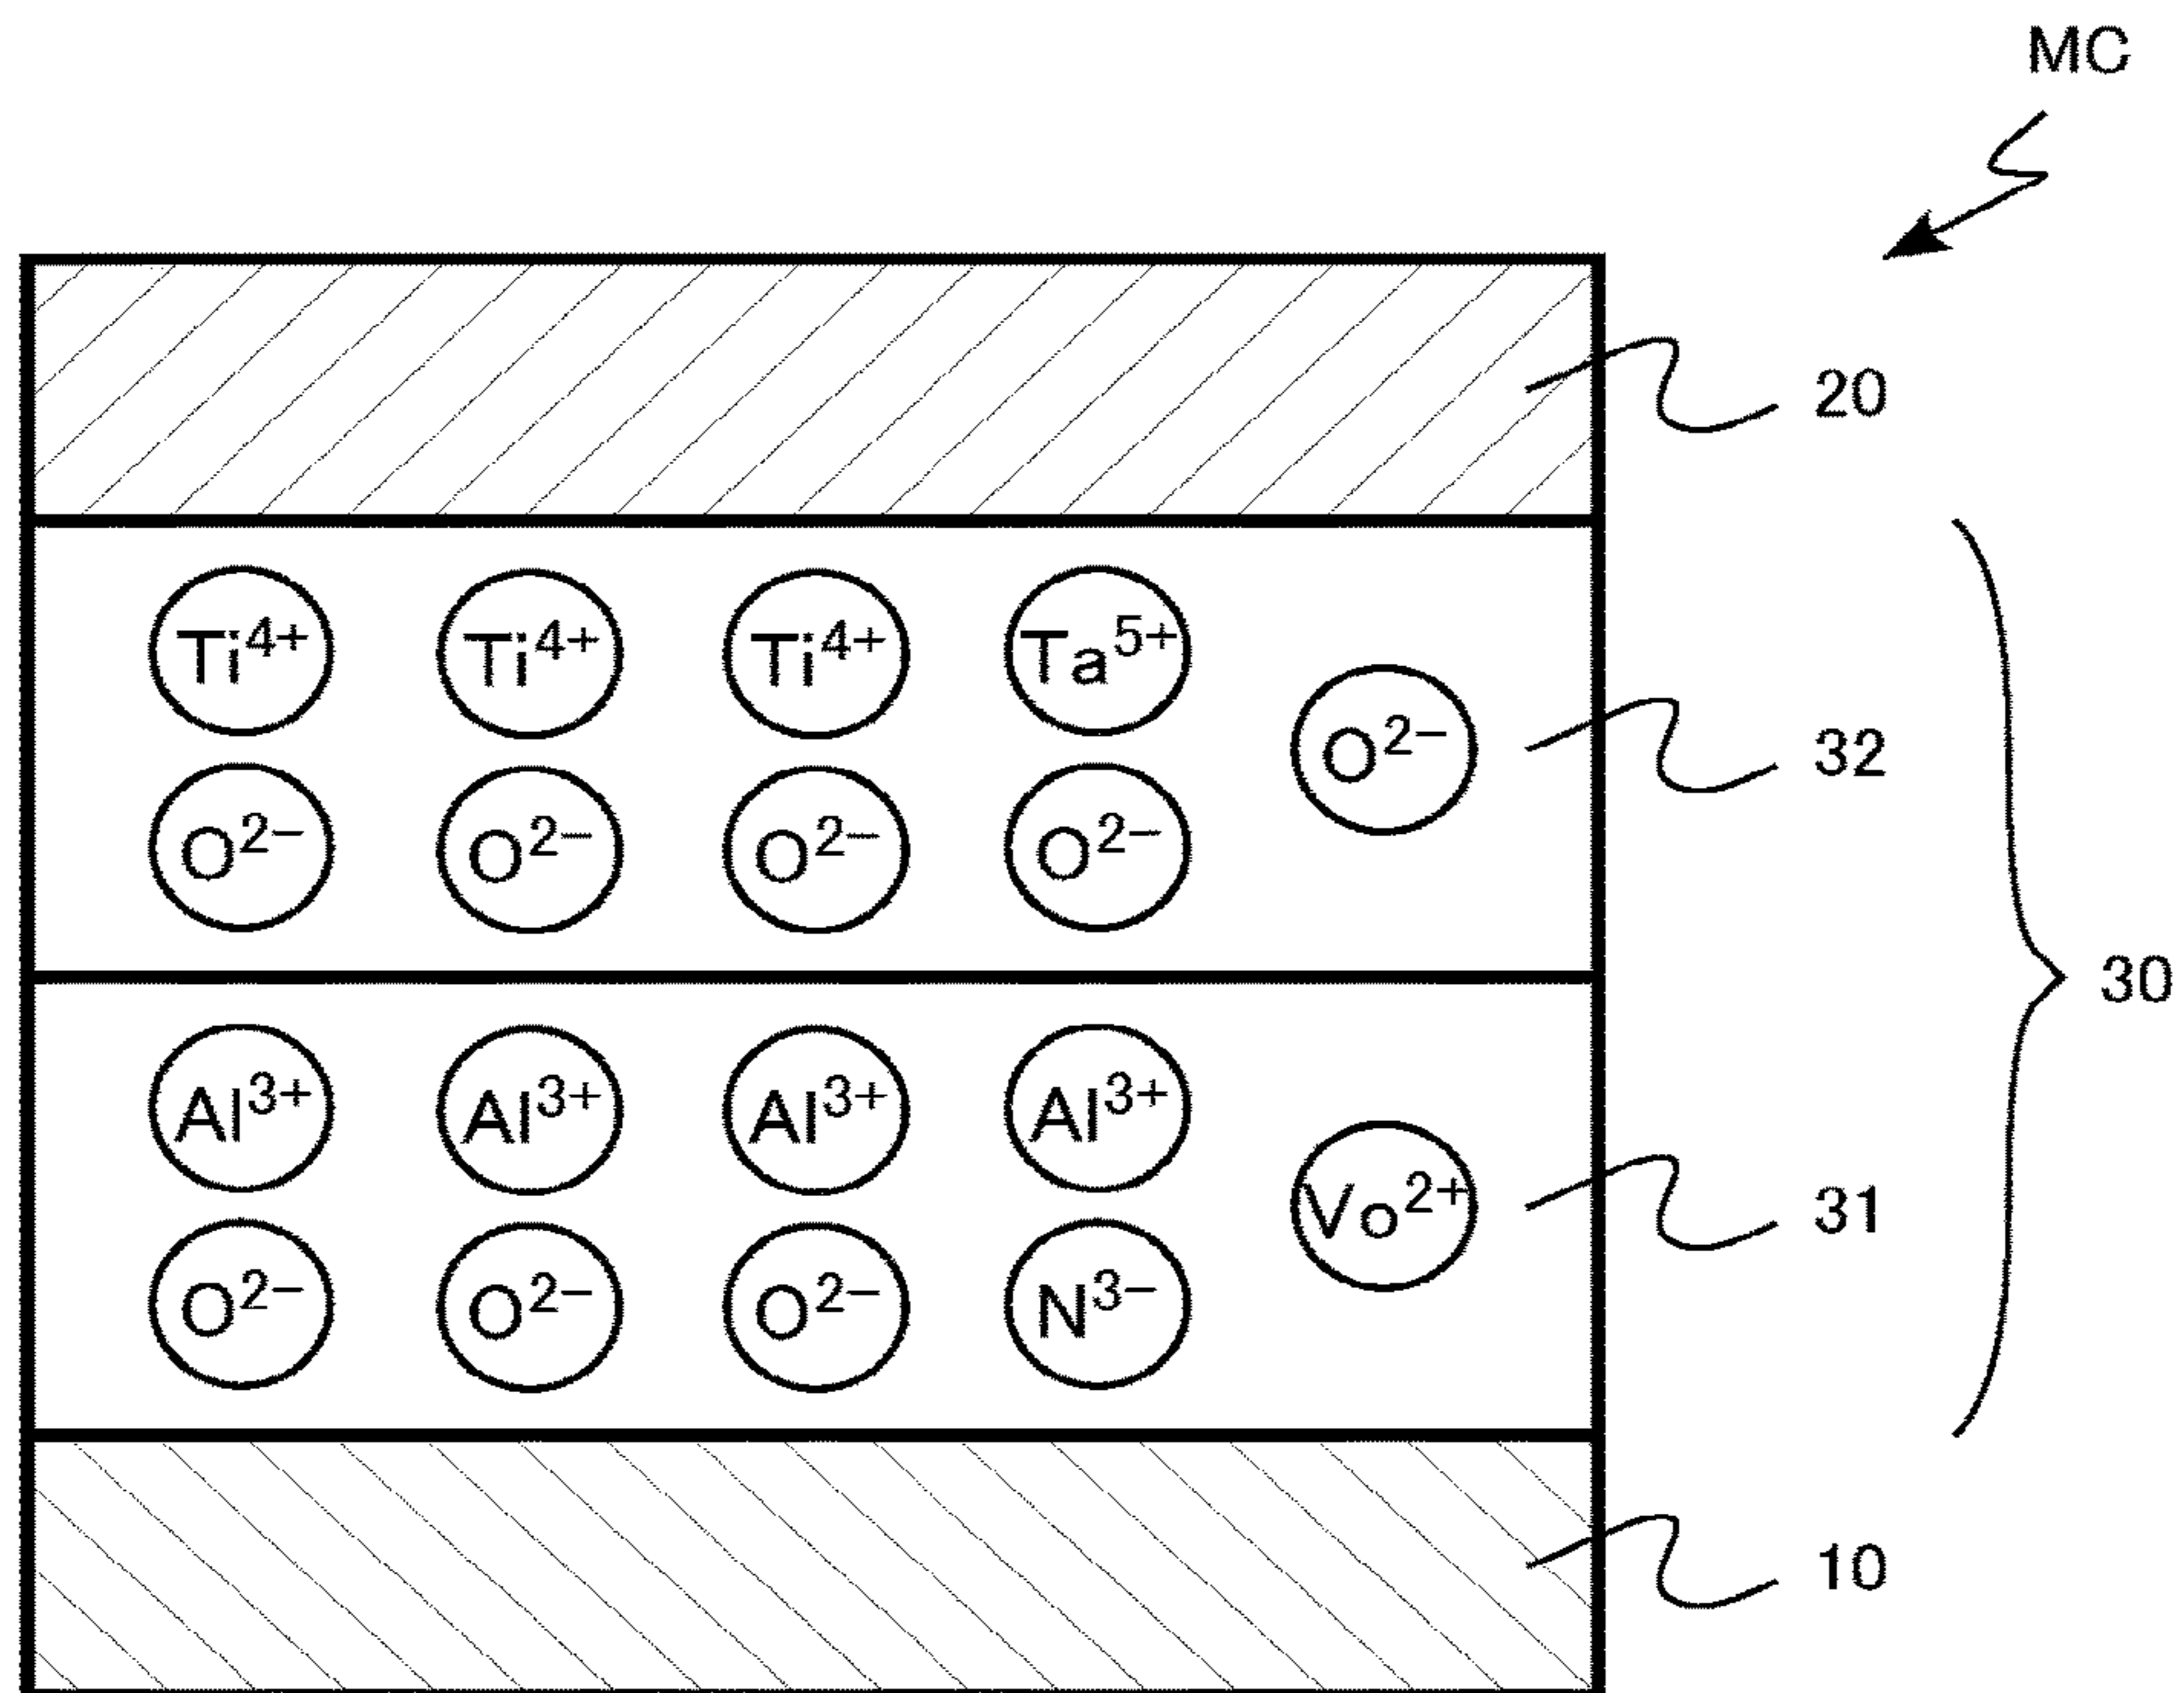 MC
20
Ti⁴⁺ Ti⁴⁺ Ti⁴⁺ Ta⁵⁺
O²⁻ 32
O²⁻ O²⁻ O²⁻ O²⁻
30
Al³⁺ Al³⁺ Al³⁺ Al³⁺
Vo²⁺ 31
O²⁻ O²⁻ O²⁻ N³⁻
10